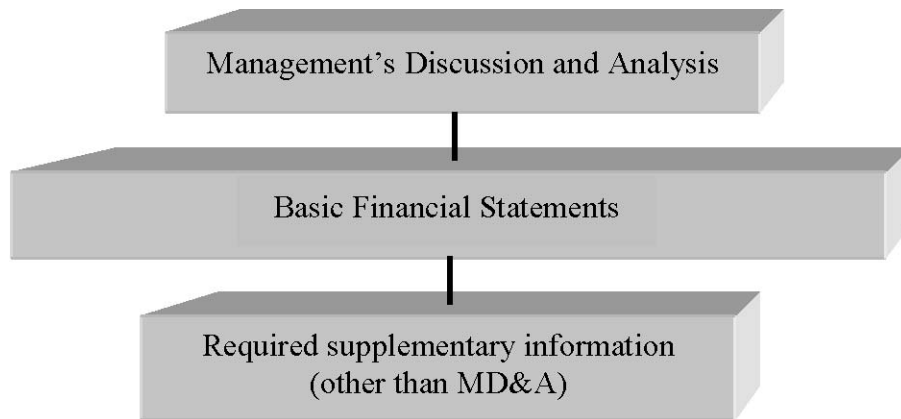 Management’s Discussion and Analysis
Basic Financial Statements
Required supplementary information
(other than MD&A)